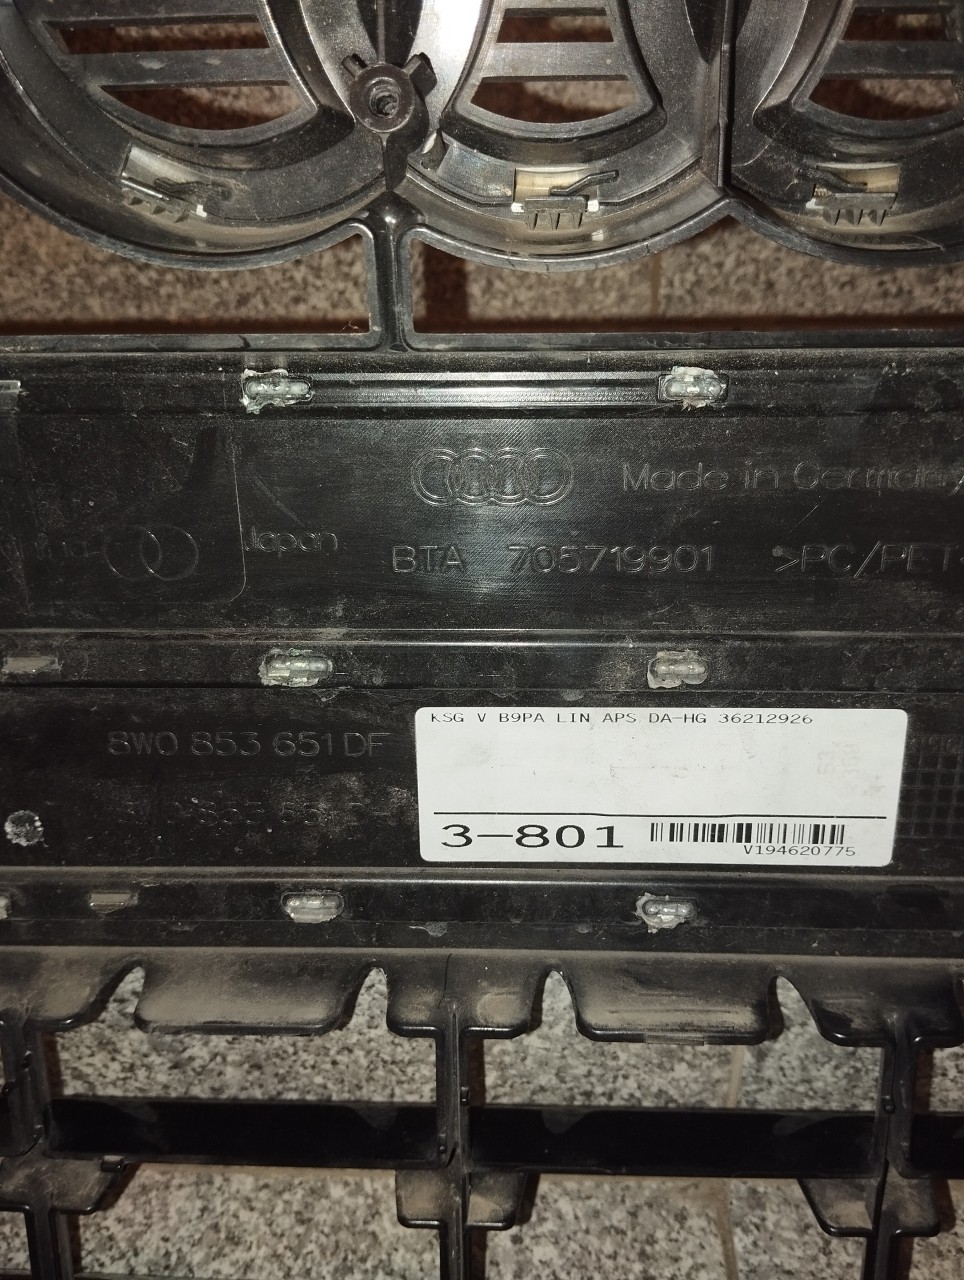 Made in Germany
Japan
BTA 705719901 >PC/PET
KSG V B9PA LIN APS DA-HG 36212926
8W0 853 651 DF
3-801
V194620775